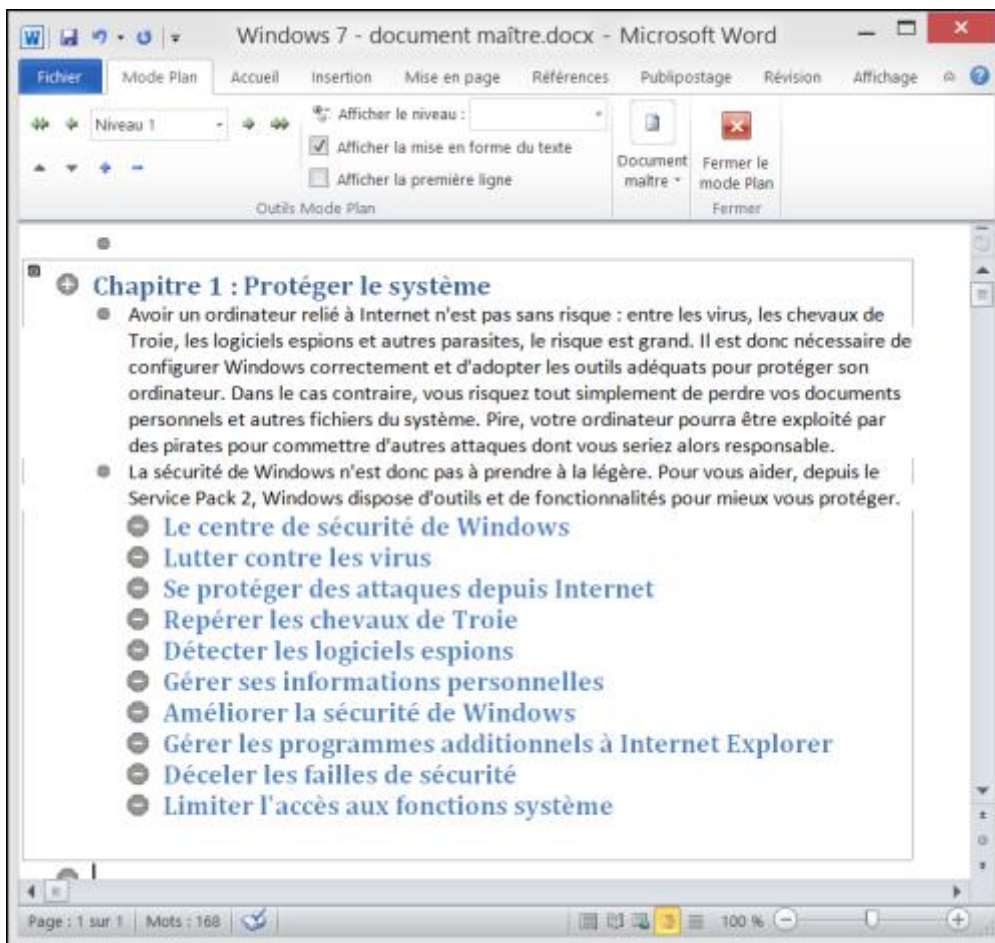 Windows 7 - document maître.docx - Microsoft Word
Fichier Mode Plan Accueil Insertion Mise en page Références Publipostage Révision Affichage
Niveau 1
Afficher le niveau :
Afficher la mise en forme du texte
Afficher la première ligne
Document maître
Fermer le mode Plan
Outils Mode Plan
Fermer
Chapitre 1 : Protéger le système
Avoir un ordinateur relié à Internet n'est pas sans risque : entre les virus, les chevaux de
Troie, les logiciels espions et autres parasites, le risque est grand. Il est donc nécessaire de
configurer Windows correctement et d'adopter les outils adéquats pour protéger son
ordinateur. Dans le cas contraire, vous risquez tout simplement de perdre vos documents
personnels et autres fichiers du système. Pire, votre ordinateur pourra être exploité par
des pirates pour commettre d'autres attaques dont vous seriez alors responsable.
La sécurité de Windows n'est donc pas à prendre à la légère. Pour vous aider, depuis le
Service Pack 2, Windows dispose d'outils et de fonctionnalités pour mieux vous protéger.
Le centre de sécurité de Windows
Lutter contre les virus
Se protéger des attaques depuis Internet
Repérer les chevaux de Troie
Détecter les logiciels espions
Gérer ses informations personnelles
Améliorer la sécurité de Windows
Gérer les programmes additionnels à Internet Explorer
Déceler les failles de sécurité
Limiter l'accès aux fonctions système
Page : 1 sur 1 Mots : 168 100 %